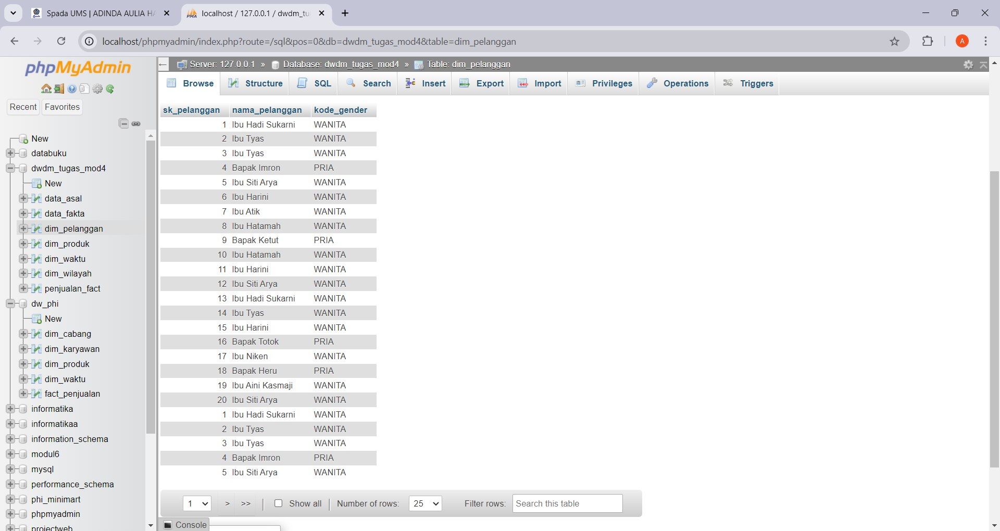 Spada UMS | ADINDA AULIA HA
localhost / 127.0.0.1 / dwdm_tu
localhost/phpmyadmin/index.php?route=/sql&pos=0&db=dwdm_tugas_mod4&table=dim_pelanggan
A
phpMyAdmin
Recent Favorites
New
databuku
dwdm_tugas_mod4
New
data_asal
data_fakta
dim_pelanggan
dim_produk
dim_waktu
dim_wilayah
penjualan_fact
dw_phi
New
dim_cabang
dim_karyawan
dim_produk
dim_waktu
fact_penjualan
informatika
informatikaa
information_schema
modul6
mysql
performance_schema
phi_minimart
phpmyadmin
projectweb
Server: 127.0.0.1 » Database: dwdm_tugas_mod4 » Table: dim_pelanggan
Browse Structure SQL Search Insert Export Import Privileges Operations Triggers
sk_pelanggan nama_pelanggan kode_gender
1 Ibu Hadi Sukarni WANITA
2 Ibu Tyas WANITA
3 Ibu Tyas WANITA
4 Bapak Imron PRIA
5 Ibu Siti Arya WANITA
6 Ibu Harini WANITA
7 Ibu Atik WANITA
8 Ibu Hatamah WANITA
9 Bapak Ketut PRIA
10 Ibu Hatamah WANITA
11 Ibu Harini WANITA
12 Ibu Siti Arya WANITA
13 Ibu Hadi Sukarni WANITA
14 Ibu Tyas WANITA
15 Ibu Harini WANITA
16 Bapak Totok PRIA
17 Ibu Niken WANITA
18 Bapak Heru PRIA
19 Ibu Aini Kasmaji WANITA
20 Ibu Siti Arya WANITA
1 Ibu Hadi Sukarni WANITA
2 Ibu Tyas WANITA
3 Ibu Tyas WANITA
4 Bapak Imron PRIA
5 Ibu Siti Arya WANITA
1 > >> | Show all | Number of rows: 25 Filter rows: Search this table
Console